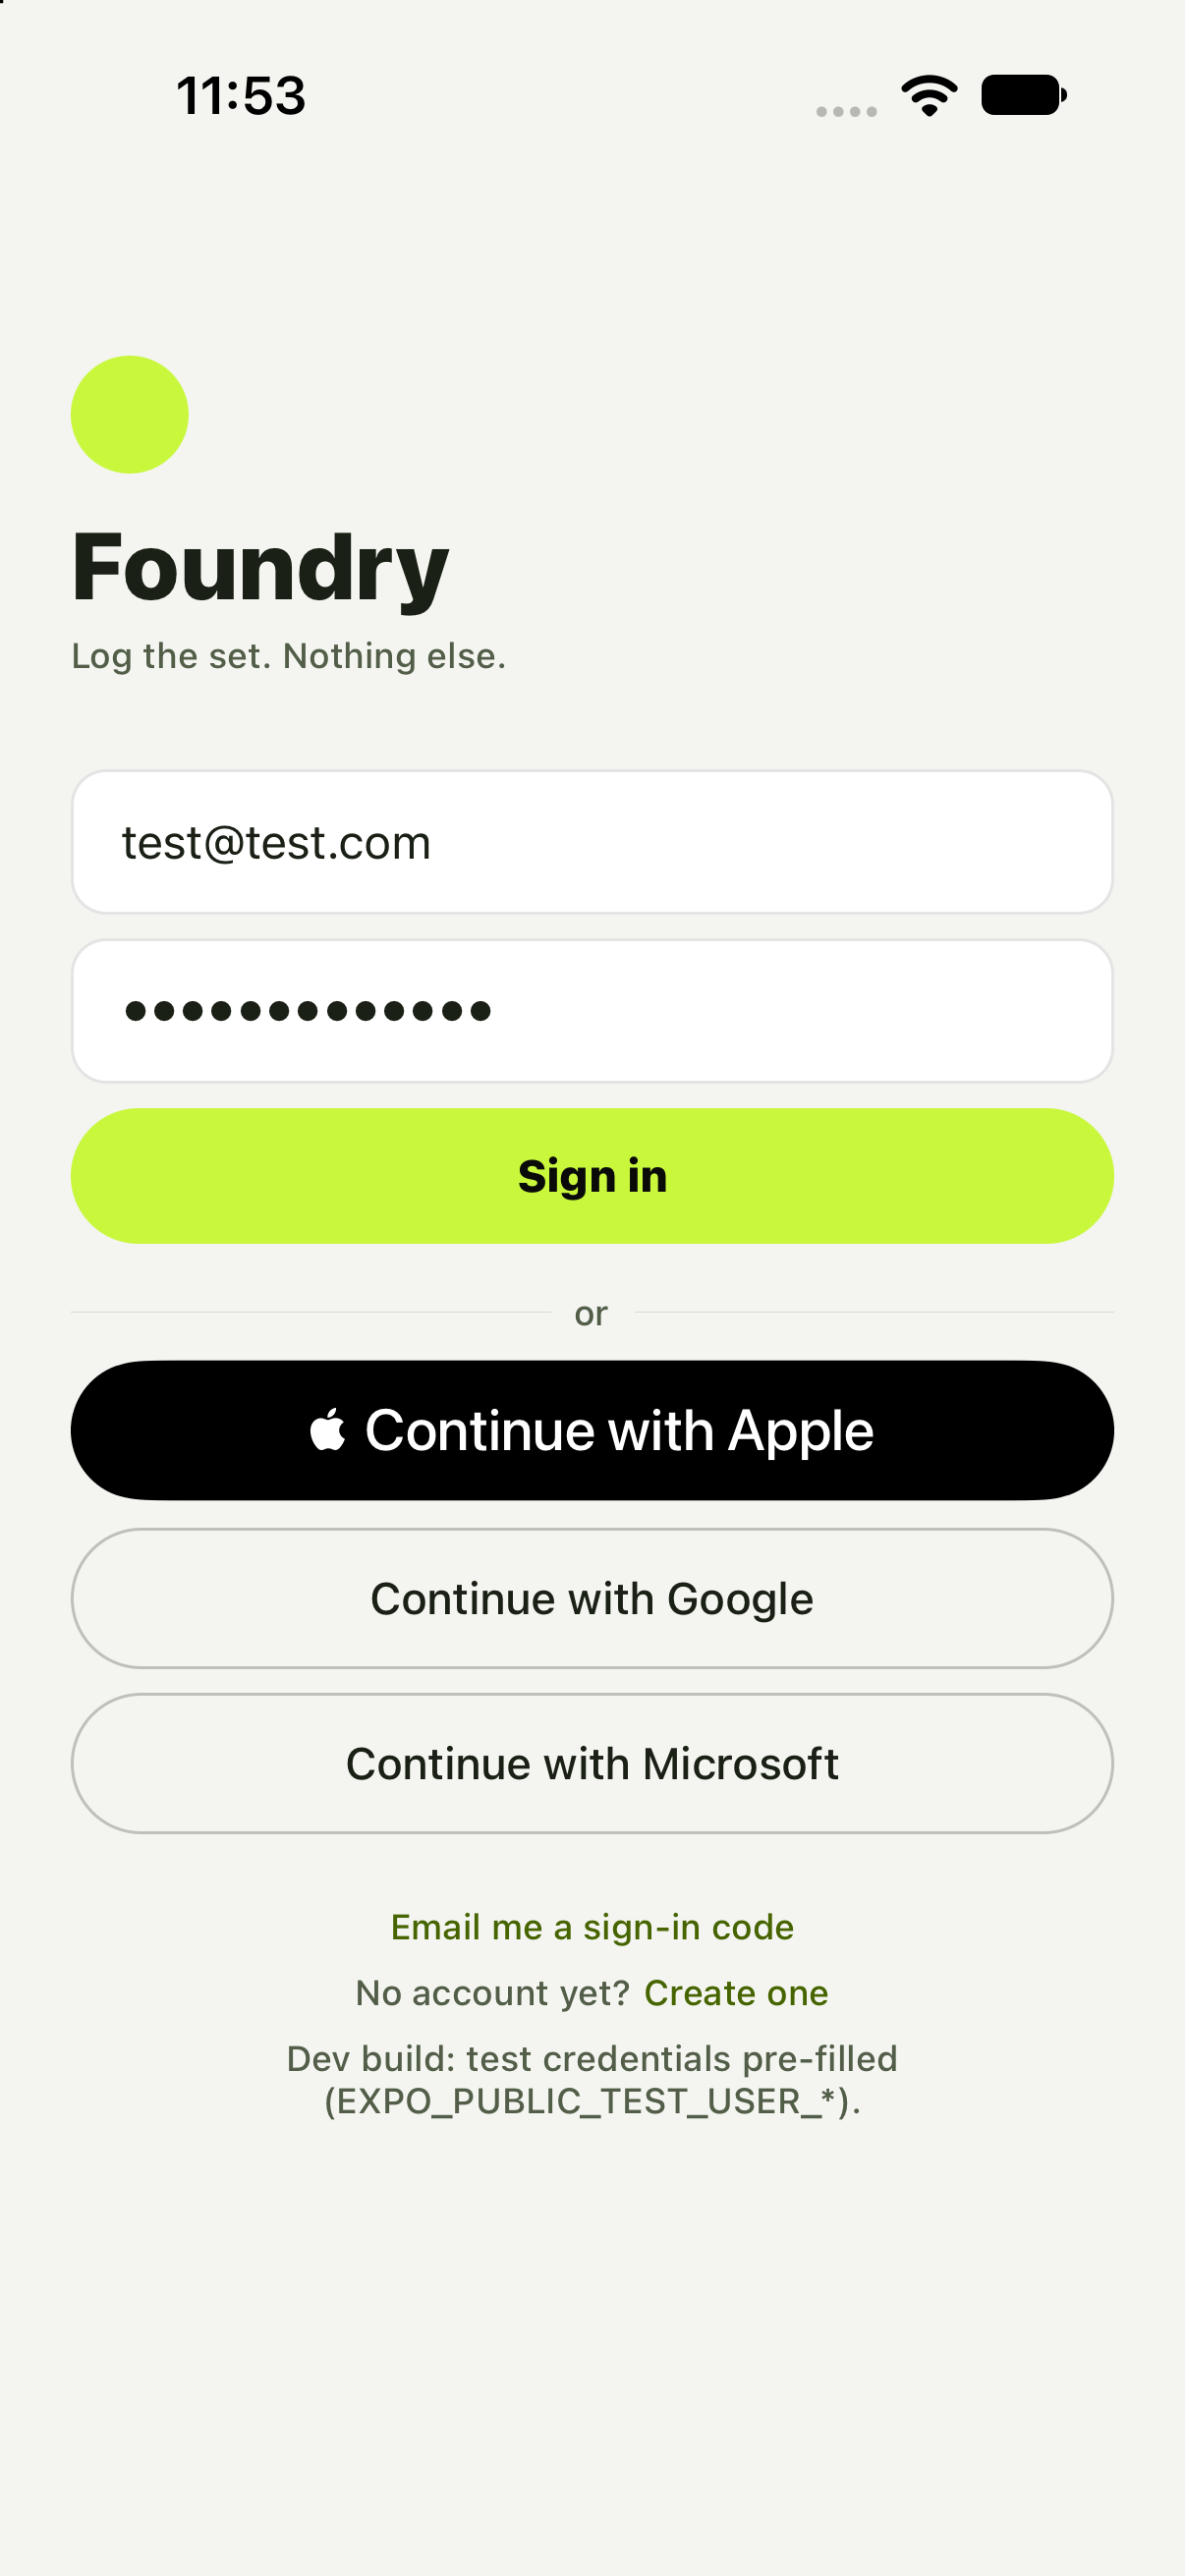 11:53
Foundry
Log the set. Nothing else.
test@test.com
•••••••••••••
Sign in
or
Continue with Apple
Continue with Google
Continue with Microsoft
Email me a sign-in code
No account yet? Create one
Dev build: test credentials pre-filled
(EXPO_PUBLIC_TEST_USER_*).